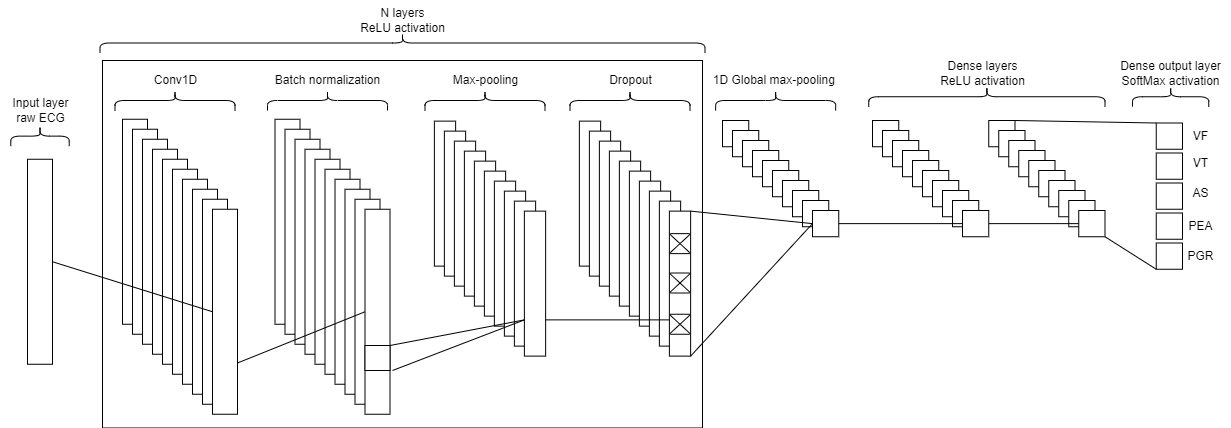 N layers
ReLU activation
Conv1D
Batch normalization
Max-pooling
Dropout
1D Global max-pooling
Dense layers
ReLU activation
Dense output layer
SoftMax activation
Input layer
raw ECG
VF
VT
AS
PEA
PGR